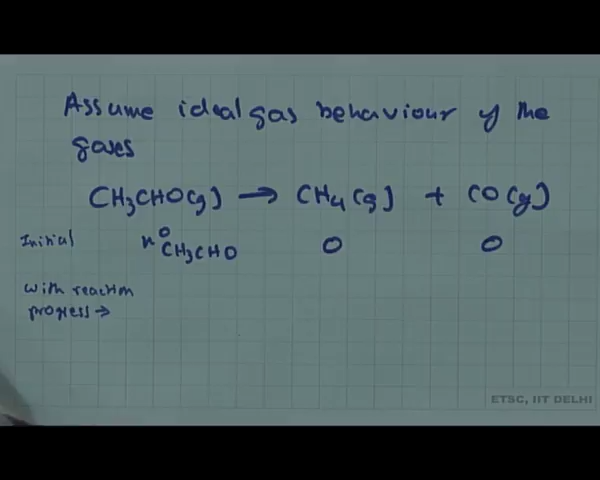 Assume ideal gas behaviour of the
gases
CH3CHO(g) → CH4(g) + CO(g)
Initial n°CH3CHO 0 0
with reaction
progress →
ETSC, IIT DELHI